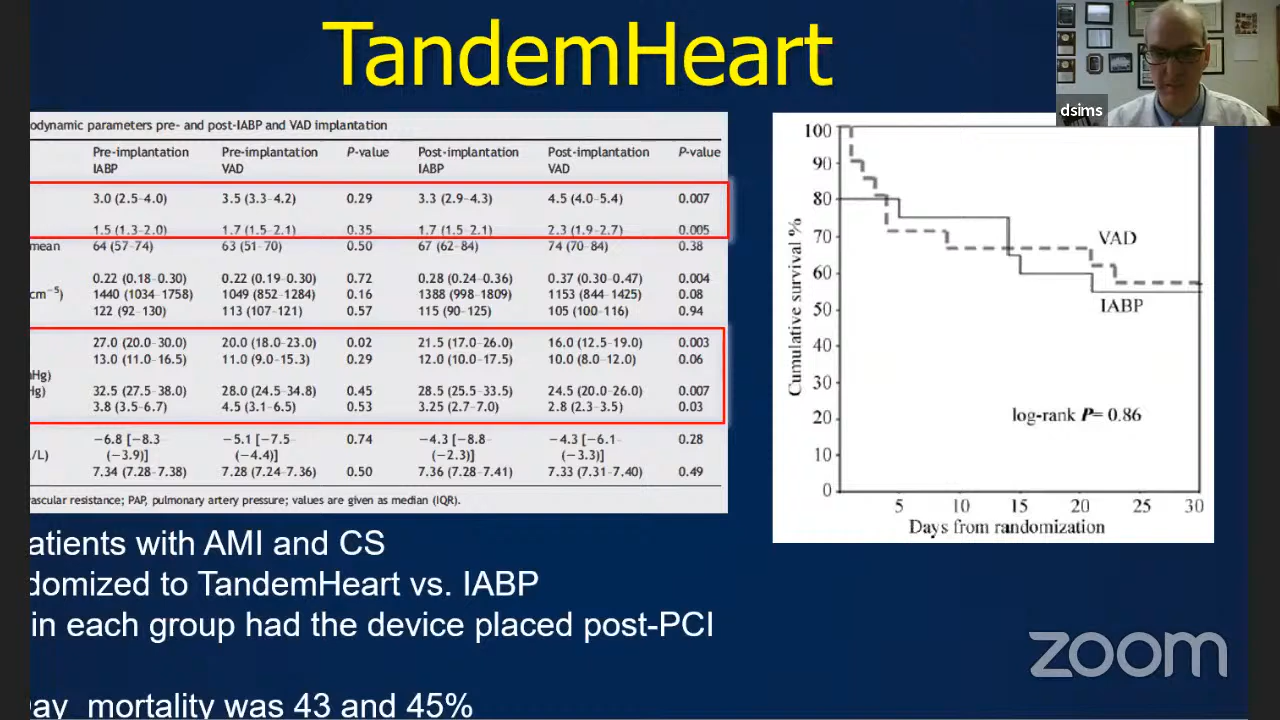 TandemHeart
dsims
odynamic parameters pre- and post-IABP and VAD implantation
Pre-implantation IABP Pre-implantation VAD P-value Post-implantation IABP Post-implantation VAD P-value
3.0 (2.5–4.0) 3.5 (3.3–4.2) 0.29 3.3 (2.9–4.3) 4.5 (4.0–5.4) 0.007
1.5 (1.3–2.0) 1.7 (1.5–2.1) 0.35 1.7 (1.5–2.1) 2.3 (1.9–2.7) 0.005
mean 64 (57–74) 63 (51–70) 0.50 67 (62–84) 74 (70–84) 0.38
0.22 (0.18–0.30) 0.22 (0.19–0.30) 0.72 0.28 (0.24–0.36) 0.37 (0.30–0.47) 0.004
cm⁻⁵) 1440 (1034–1758) 1049 (852–1284) 0.16 1388 (998–1809) 1153 (844–1425) 0.08
122 (92–130) 113 (107–121) 0.57 115 (90–125) 105 (100–116) 0.94
27.0 (20.0–30.0) 20.0 (18.0–23.0) 0.02 21.5 (17.0–26.0) 16.0 (12.5–19.0) 0.003
13.0 (11.0–16.5) 11.0 (9.0–15.3) 0.29 12.0 (10.0–17.5) 10.0 (8.0–12.0) 0.06
Hg)
Hg) 32.5 (27.5–38.0) 28.0 (24.5–34.8) 0.45 28.5 (25.5–33.5) 24.5 (20.0–26.0) 0.007
3.8 (3.5–6.7) 4.5 (3.1–6.5) 0.53 3.25 (2.7–7.0) 2.8 (2.3–3.5) 0.03
−6.8 [−8.3– −5.1 [−7.5– 0.74 −4.3 [−8.8– −4.3 [−6.1– 0.28
/L) (−3.9)] (−4.4)] (−2.3)] (−3.3)]
7.34 (7.28–7.38) 7.28 (7.24–7.36) 0.50 7.36 (7.28–7.41) 7.33 (7.31–7.40) 0.49
ascular resistance; PAP, pulmonary artery pressure; values are given as median (IQR).
100
90
80
70
60
50
40
30
20
10
0
Cumulative survival %
VAD
IABP
log-rank P= 0.86
5 10 15 20 25 30
Days from randomization
atients with AMI and CS
domized to TandemHeart vs. IABP
in each group had the device placed post-PCI
ay mortality was 43 and 45%
zoom